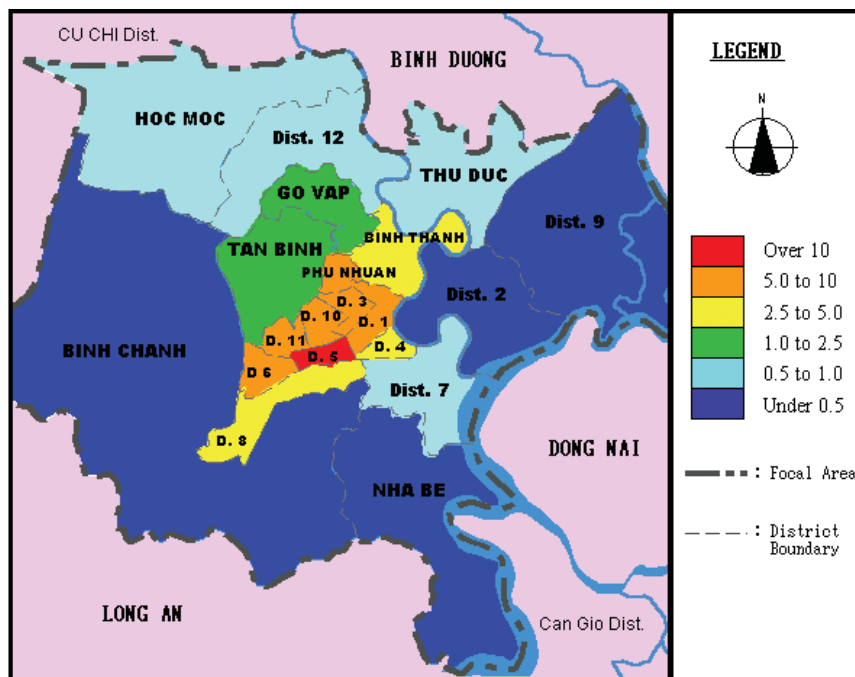 CU CHI Dist.
BINH DUONG
HOC MOC
Dist. 12
THU DUC
GO VAP
Dist. 9
BINH THANH
TAN BINH
PHU NHUAN
Dist. 2
D. 3
D. 10
D. 1
D. 11
D. 4
BINH CHANH
D. 5
D 6
Dist. 7
D. 8
DONG NAI
NHA BE
LONG AN
Can Gio Dist.
LEGEND
N
Over 10
5.0 to 10
2.5 to 5.0
1.0 to 2.5
0.5 to 1.0
Under 0.5
: Focal Area
: District
Boundary